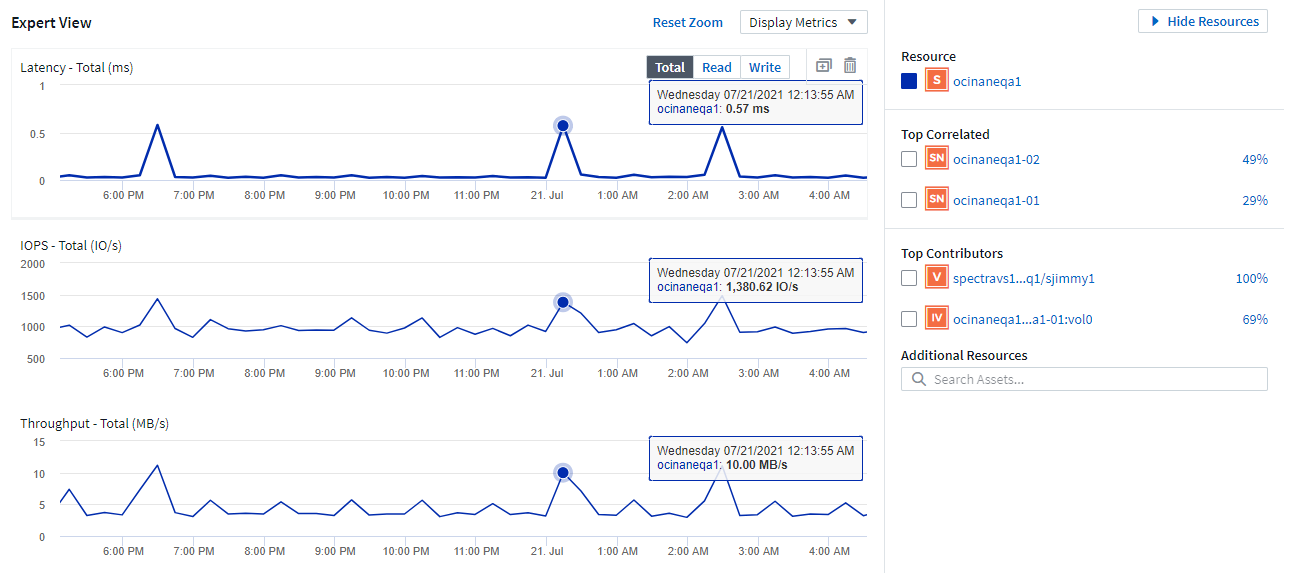 Expert View
Reset Zoom
Display Metrics
Hide Resources
Latency - Total (ms)
Total Read Write
1
0.5
0
Wednesday 07/21/2021 12:13:55 AM
ocinaneqa1: 0.57 ms
6:00 PM 7:00 PM 8:00 PM 9:00 PM 10:00 PM 11:00 PM 21. Jul 1:00 AM 2:00 AM 3:00 AM 4:00 AM
IOPS - Total (IO/s)
2000
1500
1000
500
Wednesday 07/21/2021 12:13:55 AM
ocinaneqa1: 1,380.62 IO/s
6:00 PM 7:00 PM 8:00 PM 9:00 PM 10:00 PM 11:00 PM 21. Jul 1:00 AM 2:00 AM 3:00 AM 4:00 AM
Throughput - Total (MB/s)
15
10
5
0
Wednesday 07/21/2021 12:13:55 AM
ocinaneqa1: 10.00 MB/s
6:00 PM 7:00 PM 8:00 PM 9:00 PM 10:00 PM 11:00 PM 21. Jul 1:00 AM 2:00 AM 3:00 AM 4:00 AM
Resource
S ocinaneqa1
Top Correlated
SN ocinaneqa1-02 49%
SN ocinaneqa1-01 29%
Top Contributors
V spectravs1...q1/sjimmy1 100%
IV ocinaneqa1...a1-01:vol0 69%
Additional Resources
Search Assets...